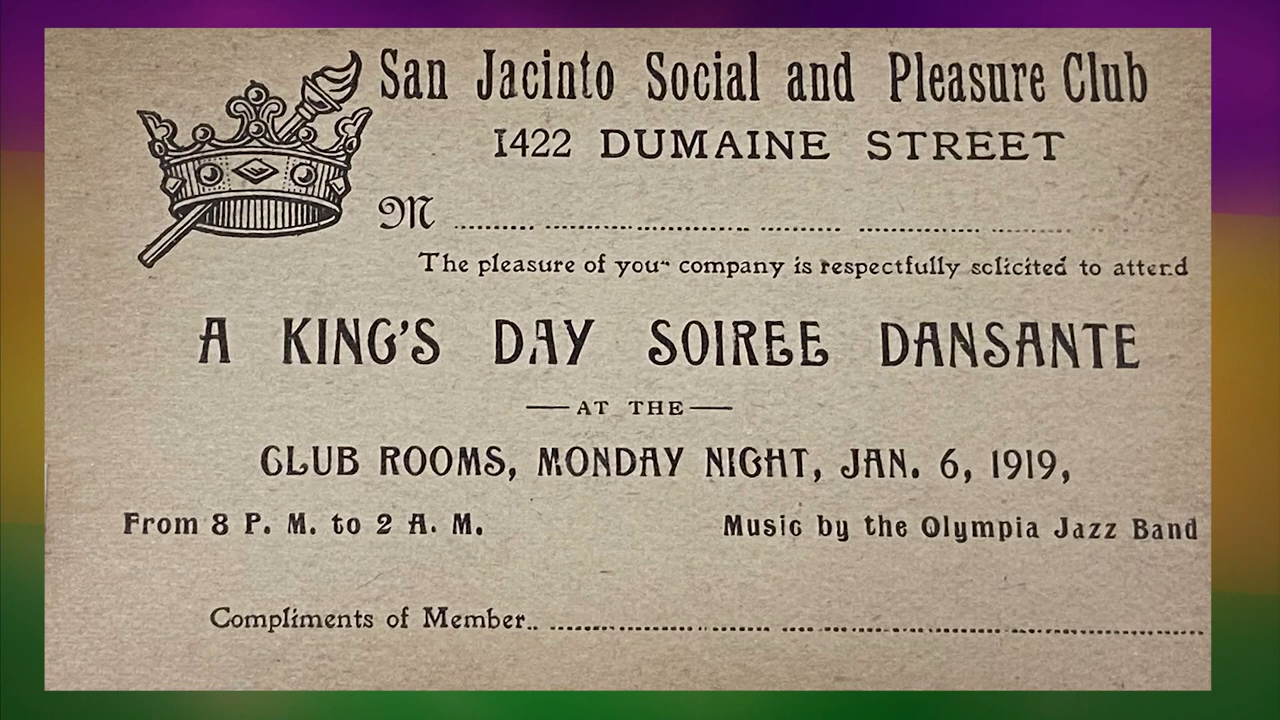 San Jacinto Social and Pleasure Club
1422 DUMAINE STREET
M
The pleasure of your company is respectfully solicited to attend
A KING'S DAY SOIREE DANSANTE
AT THE
CLUB ROOMS, MONDAY NIGHT, JAN. 6, 1919,
From 8 P. M. to 2 A. M. Music by the Olympia Jazz Band
Compliments of Member